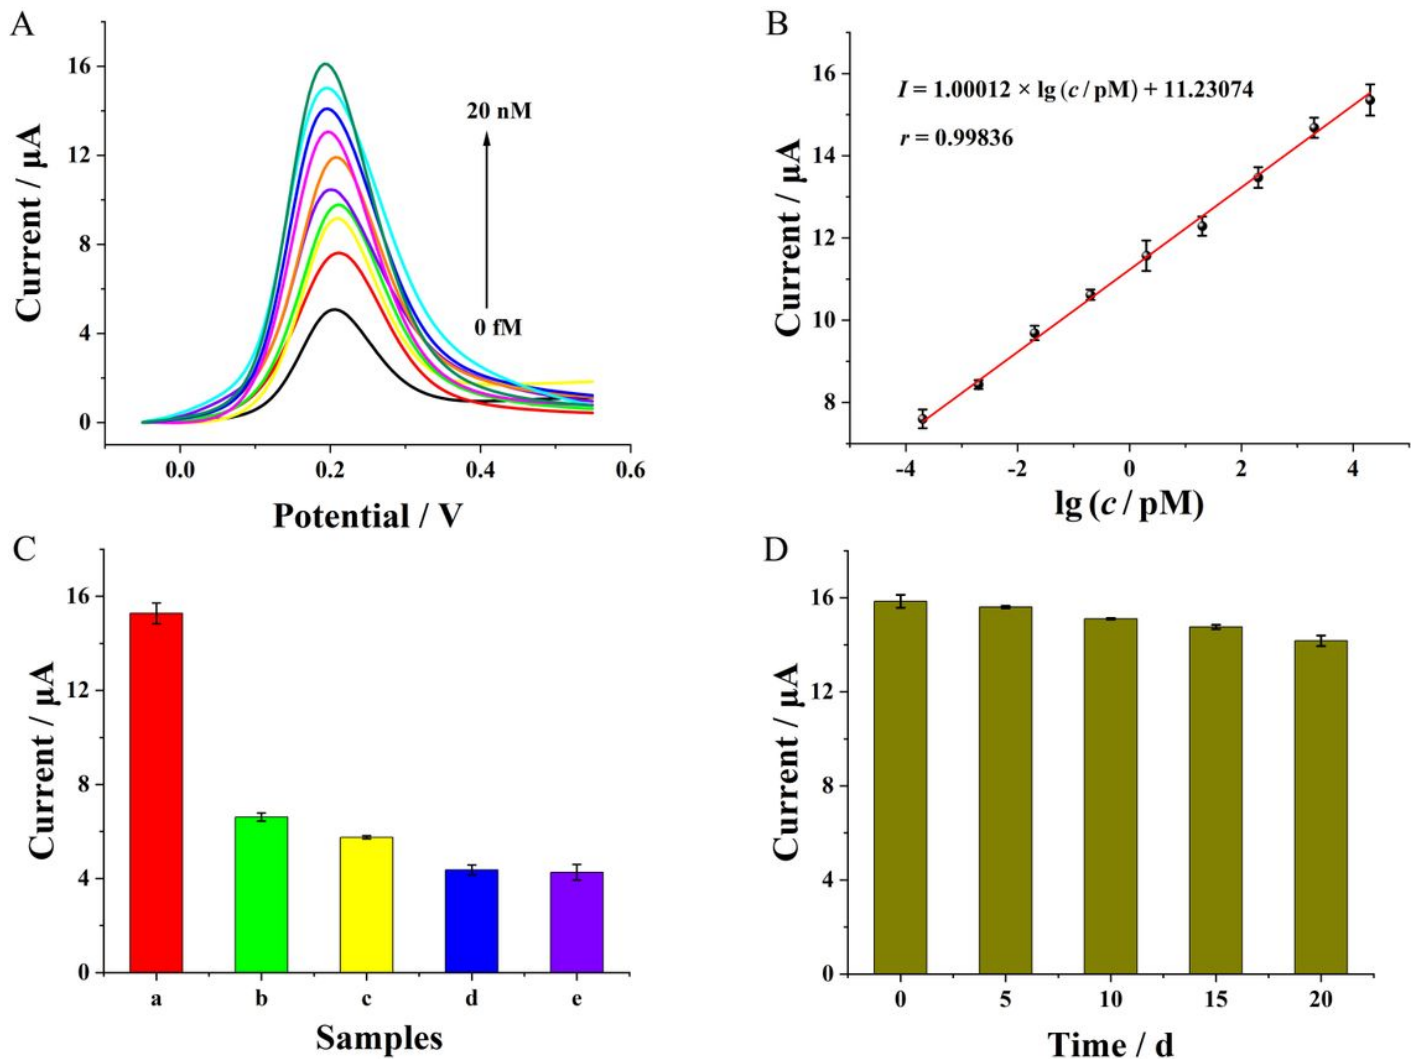 A
Current / µA
16
12
8
4
0
0.0
0.2
0.4
0.6
Potential / V
20 nM
0 fM
B
Current / µA
16
14
12
10
8
-4
-2
0
2
4
lg (c / pM)
I = 1.00012 × lg (c / pM) + 11.23074
r = 0.99836
C
Current / µA
16
12
8
4
0
a
b
c
d
e
Samples
D
Current / µA
16
12
8
4
0
0
5
10
15
20
Time / d